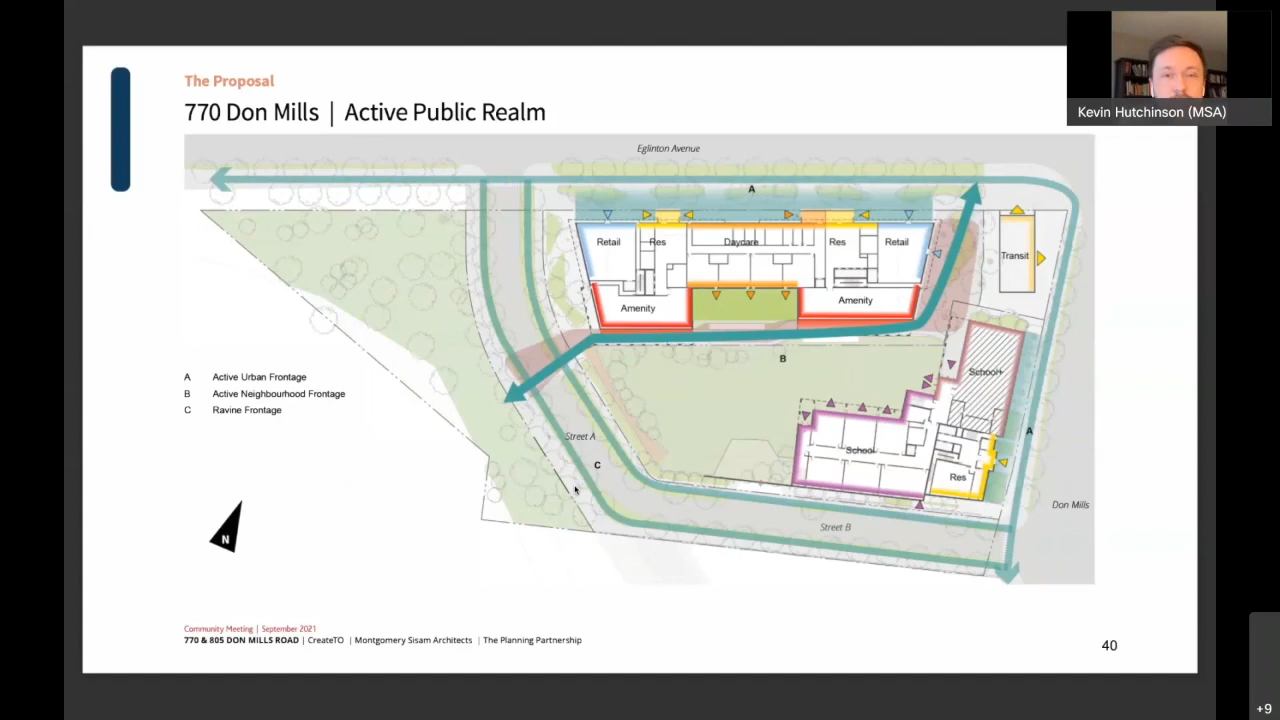 The Proposal
770 Don Mills | Active Public Realm
Kevin Hutchinson (MSA)
Eglinton Avenue
A
Retail
Res
Daycare
Res
Retail
Transit
Amenity
Amenity
B
School+
A Active Urban Frontage
B Active Neighbourhood Frontage
C Ravine Frontage
Street A
A
School
C
Res
Don Mills
Street B
N
Community Meeting | September 2021
770 & 805 DON MILLS ROAD | CreateTO | Montgomery Sisam Architects | The Planning Partnership
40
+9